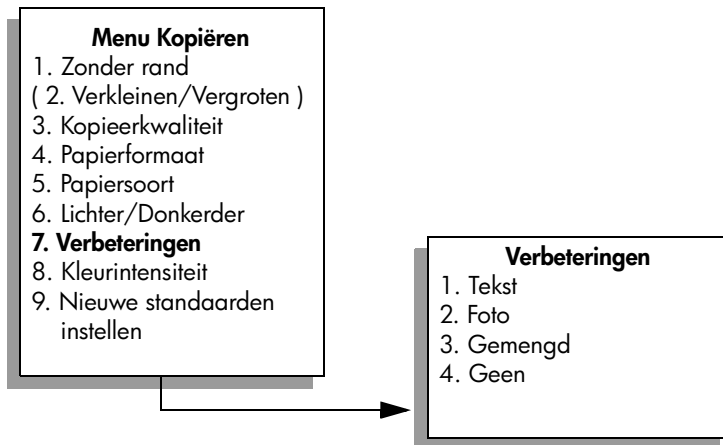 Menu Kopiëren
1. Zonder rand
( 2. Verkleinen/Vergroten )
3. Kopieerkwaliteit
4. Papierformaat
5. Papiersoort
6. Lichter/Donkerder
7. Verbeteringen
8. Kleurintensiteit
9. Nieuwe standaarden
instellen
Verbeteringen
1. Tekst
2. Foto
3. Gemengd
4. Geen